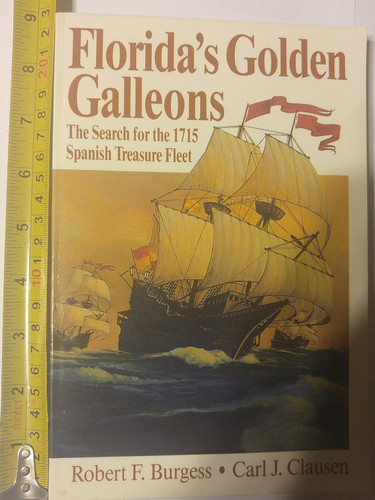 Florida's Golden
Galleons
The Search for the 1715
Spanish Treasure Fleet
Robert F. Burgess • Carl J. Clausen